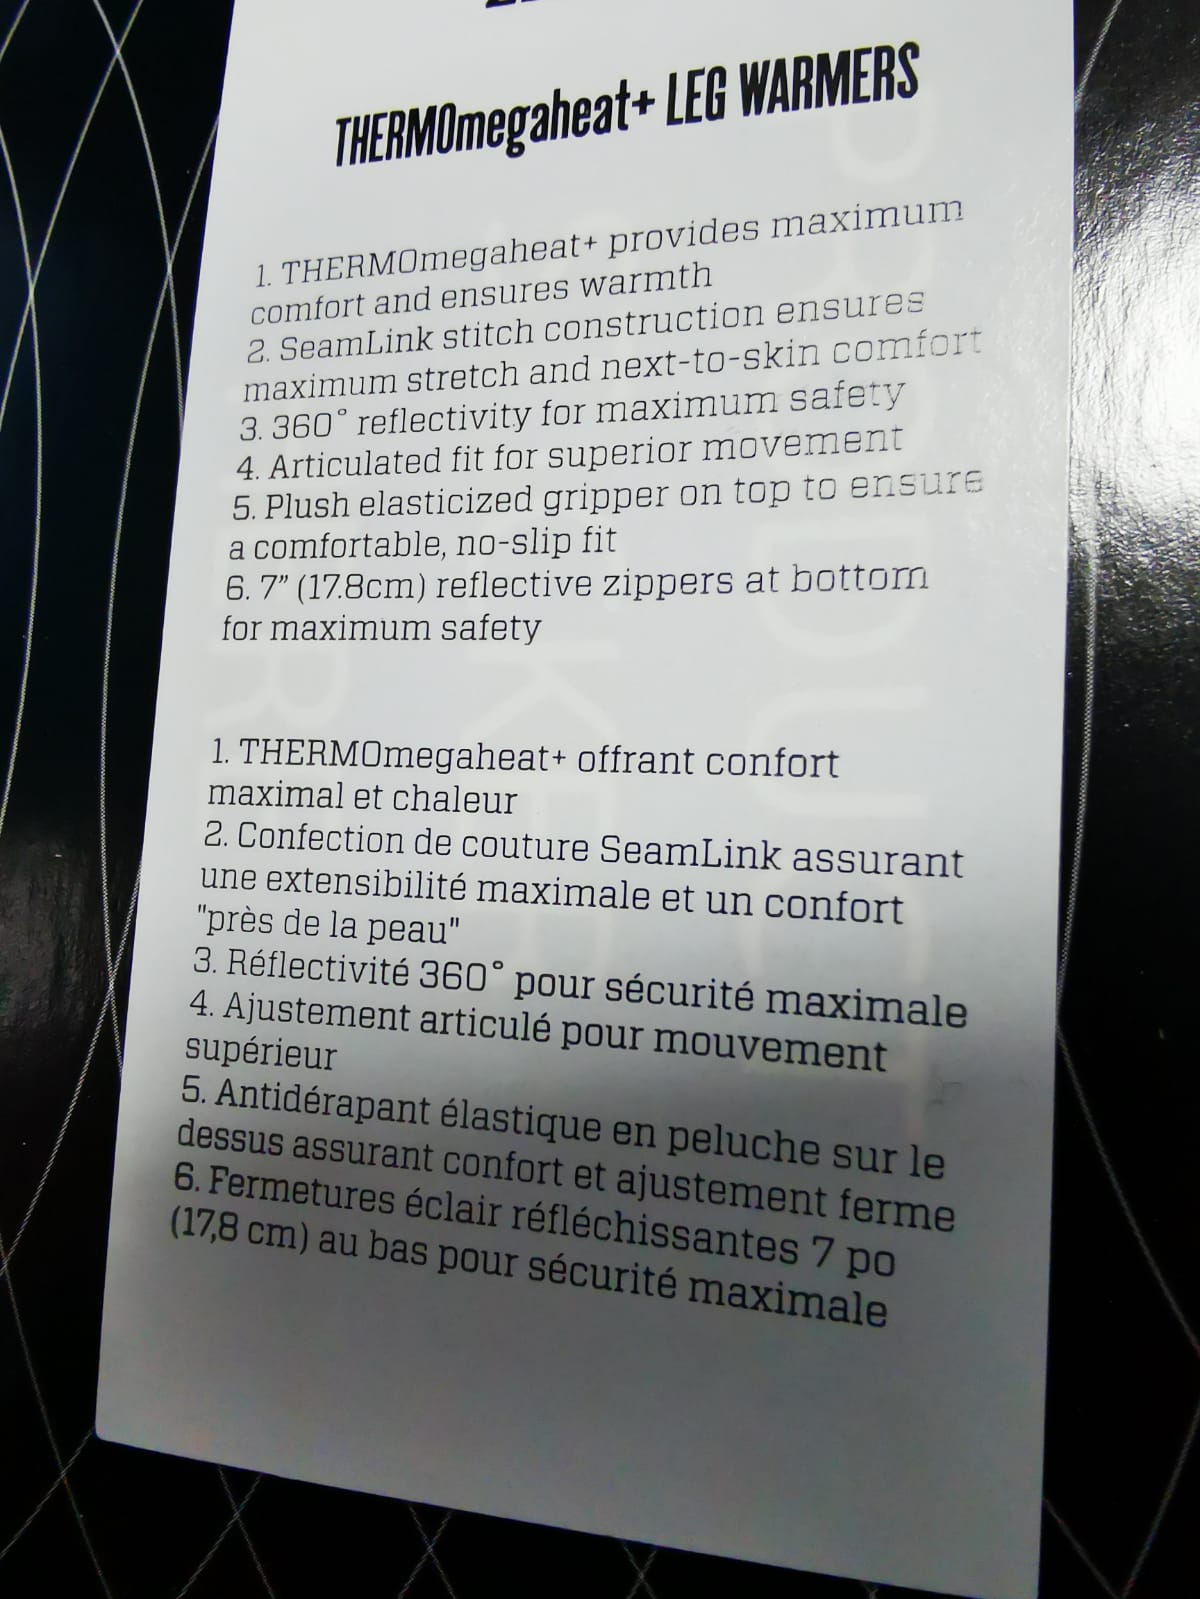 THERMOmegaheat+ LEG WARMERS
1. THERMOmegaheat+ provides maximum
comfort and ensures warmth
2. SeamLink stitch construction ensures
maximum stretch and next-to-skin comfort
3. 360° reflectivity for maximum safety
4. Articulated fit for superior movement
5. Plush elasticized gripper on top to ensure
a comfortable, no-slip fit
6. 7” (17.8cm) reflective zippers at bottom
for maximum safety
1. THERMOmegaheat+ offrant confort
maximal et chaleur
2. Confection de couture SeamLink assurant
une extensibilité maximale et un confort
"près de la peau"
3. Réflectivité 360° pour sécurité maximale
4. Ajustement articulé pour mouvement
supérieur
5. Antidérapant élastique en peluche sur le
dessus assurant confort et ajustement ferme
6. Fermetures éclair réfléchissantes 7 po
(17,8 cm) au bas pour sécurité maximale